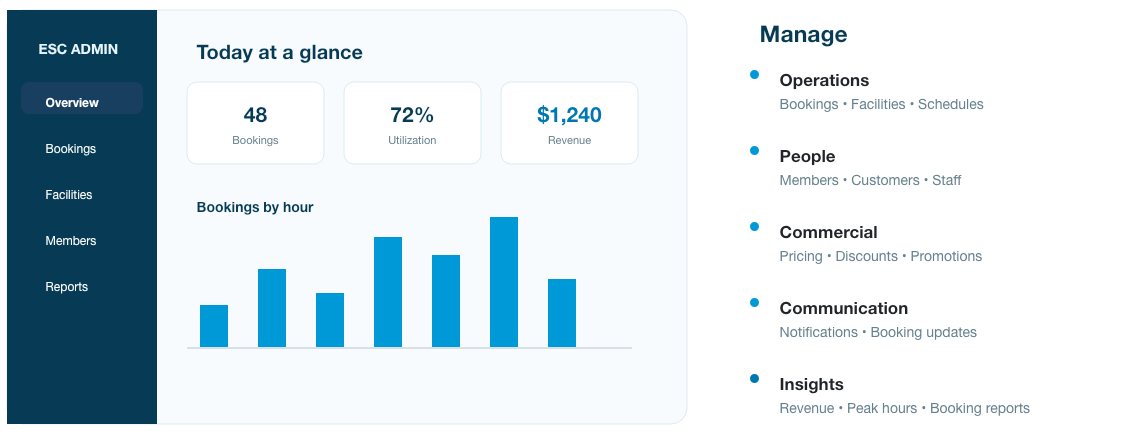 ESC ADMIN
Overview
Bookings
Facilities
Members
Reports
Today at a glance
48
Bookings
72%
Utilization
$1,240
Revenue
Bookings by hour
Manage
Operations
Bookings • Facilities • Schedules
People
Members • Customers • Staff
Commercial
Pricing • Discounts • Promotions
Communication
Notifications • Booking updates
Insights
Revenue • Peak hours • Booking reports